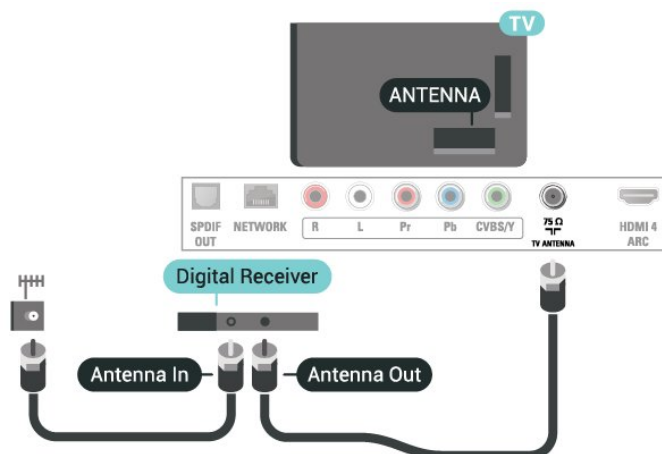 TV
ANTENNA
SPDIF OUT NETWORK R L Pr Pb CVBS/Y 75 Ω TV ANTENNA HDMI 4 ARC
Digital Receiver
Antenna In
Antenna Out